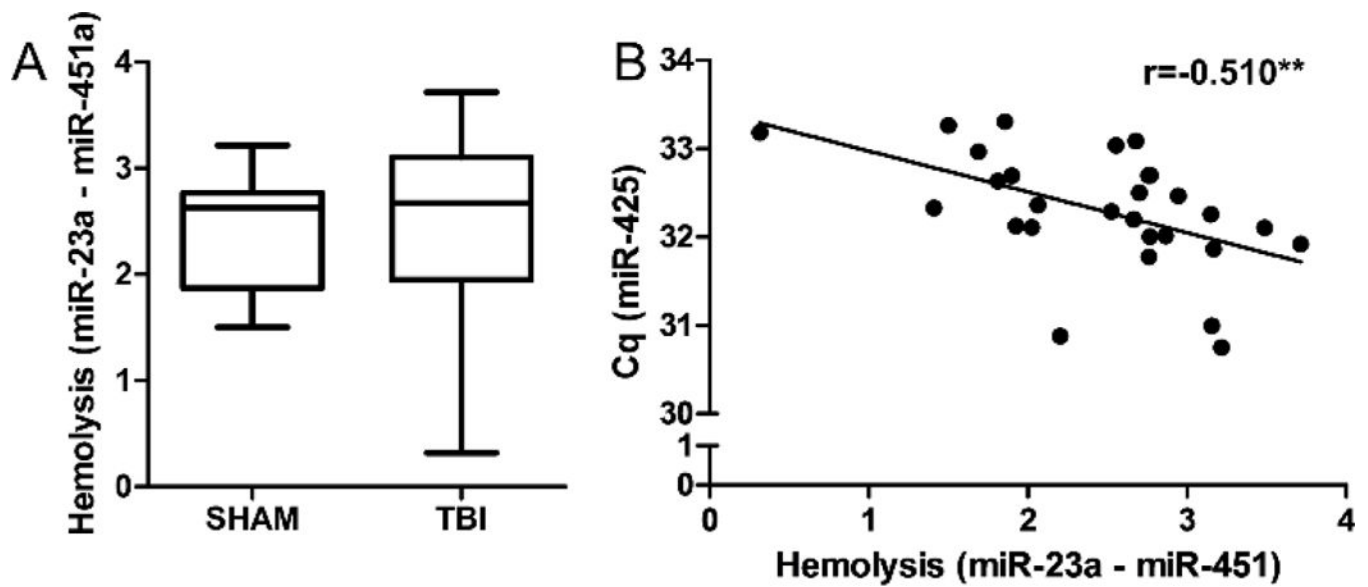 A
Hemolysis (miR-23a - miR-451a)
4
3
2
1
0
SHAM
TBI
B
r=-0.510**
Cq (miR-425)
34
33
32
31
30
1
0
0
1
2
3
4
Hemolysis (miR-23a - miR-451)